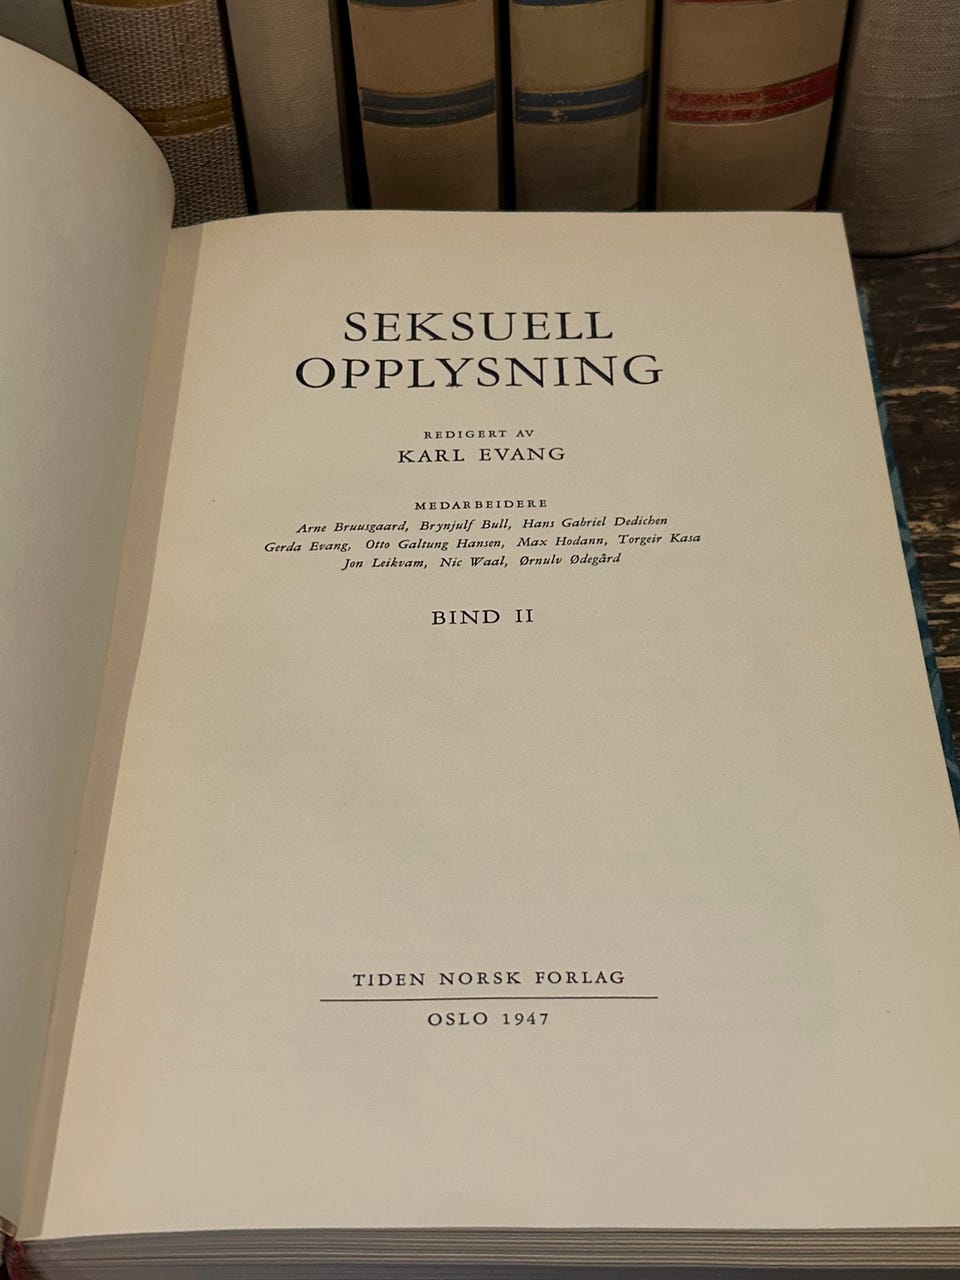 SEKSUELL
OPPLYSNING
REDIGERT AV
KARL EVANG
MEDARBEIDERE
Arne Bruusgaard, Brynjulf Bull, Hans Gabriel Dedichen
Gerda Evang, Otto Galtung Hansen, Max Hodann, Torgeir Kasa
Jon Leikvam, Nic Waal, Ørnulv Ødegård
BIND II
TIDEN NORSK FORLAG
OSLO 1947